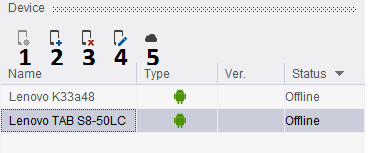 Device
1 2 3 4 5
Name Type Ver. Status
Lenovo K33a48 Offline
Lenovo TAB S8-50LC Offline